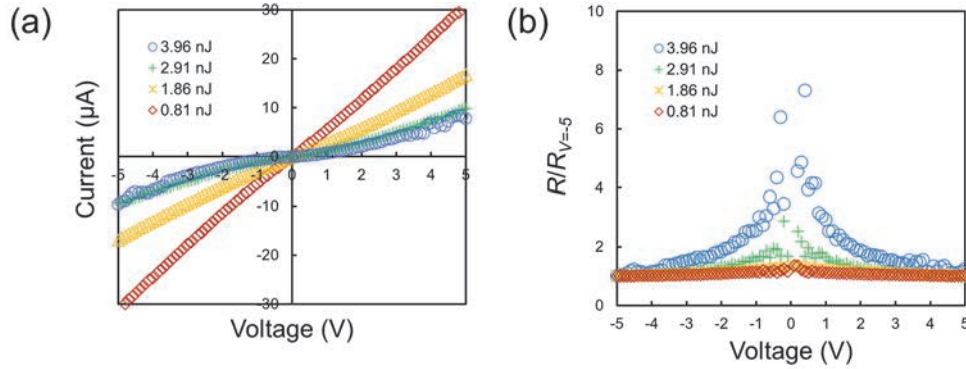 (a)
30
20
10
0
-10
-20
-30
-5 -4 -3 -2 -1 0 1 2 3 4 5
Current (µA)
Voltage (V)
3.96 nJ
2.91 nJ
1.86 nJ
0.81 nJ
(b)
10
8
6
4
2
0
-5 -4 -3 -2 -1 0 1 2 3 4 5
R/R_{V=-5}
Voltage (V)
3.96 nJ
2.91 nJ
1.86 nJ
0.81 nJ